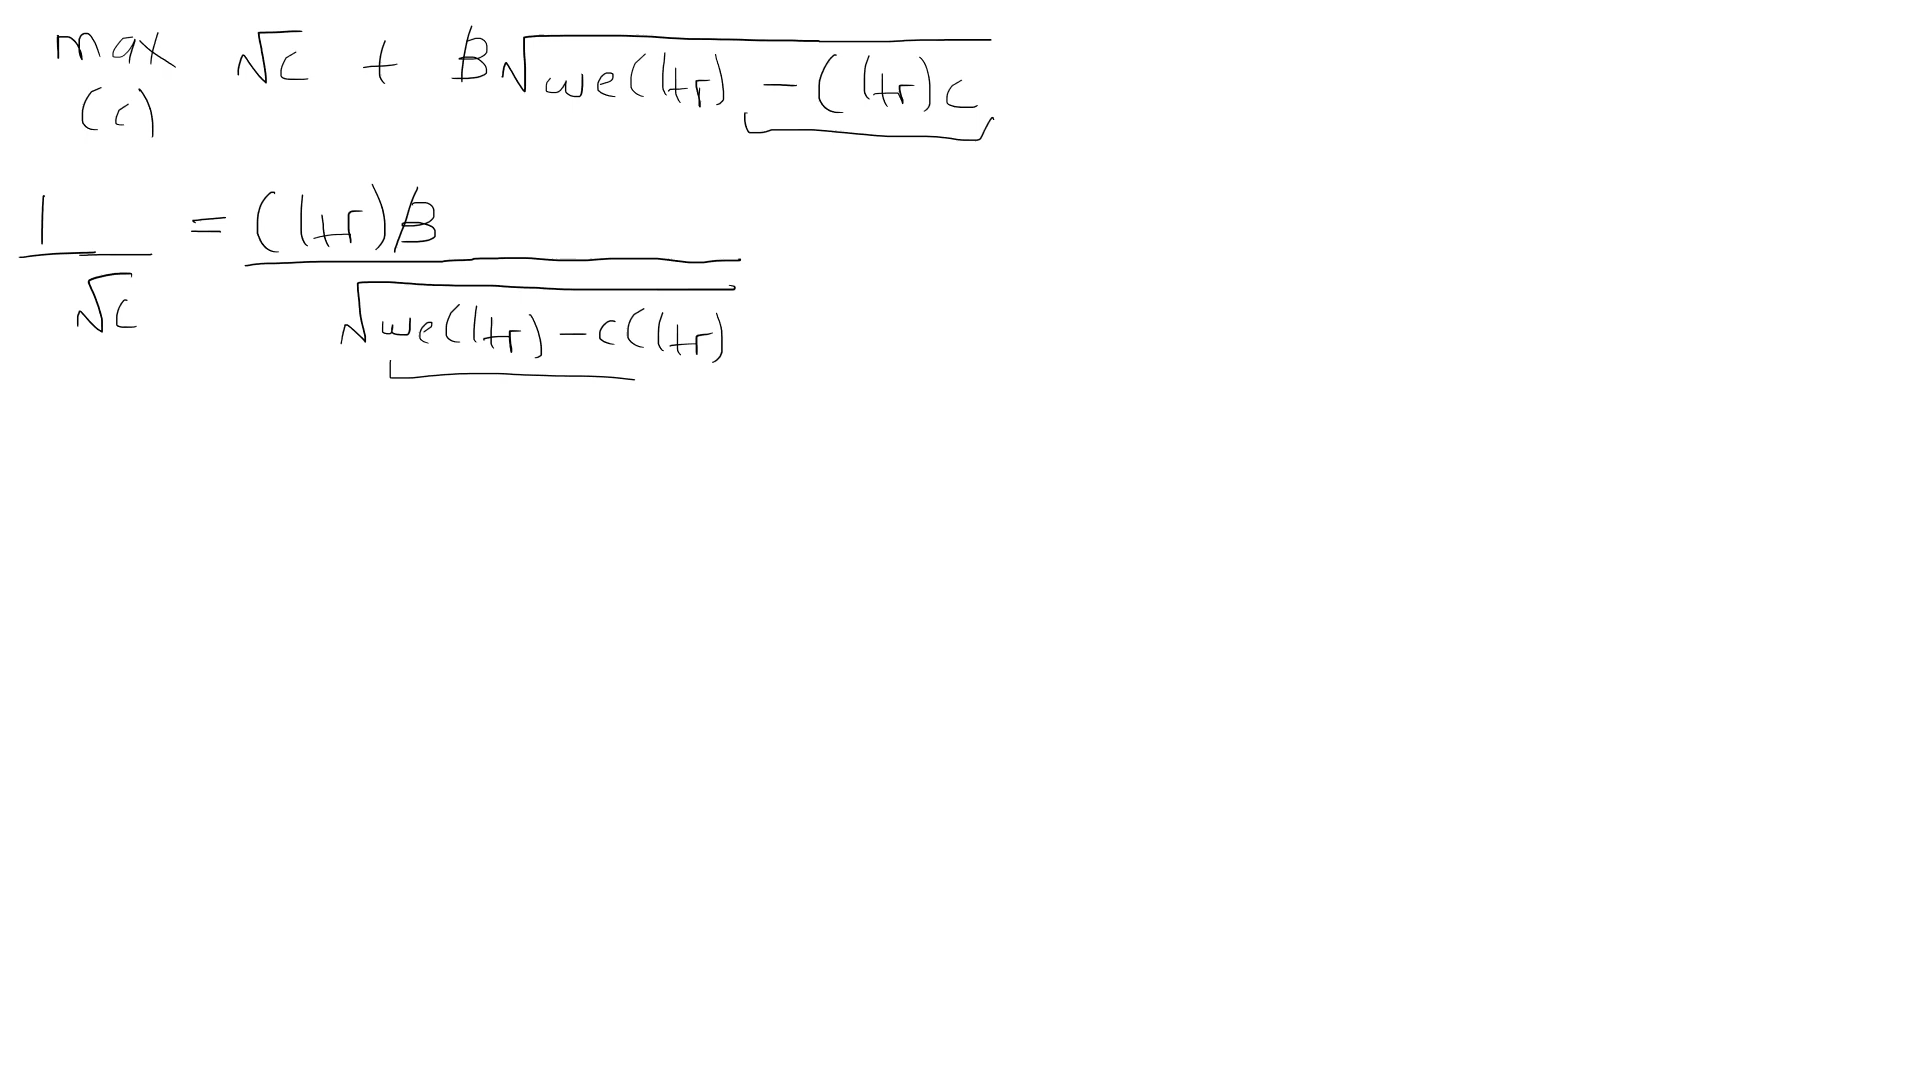 max √c + β√(we(1+r) - (1+r)c)
(c)
1/√c = (1+r)β/√(we(1+r) - c(1+r))